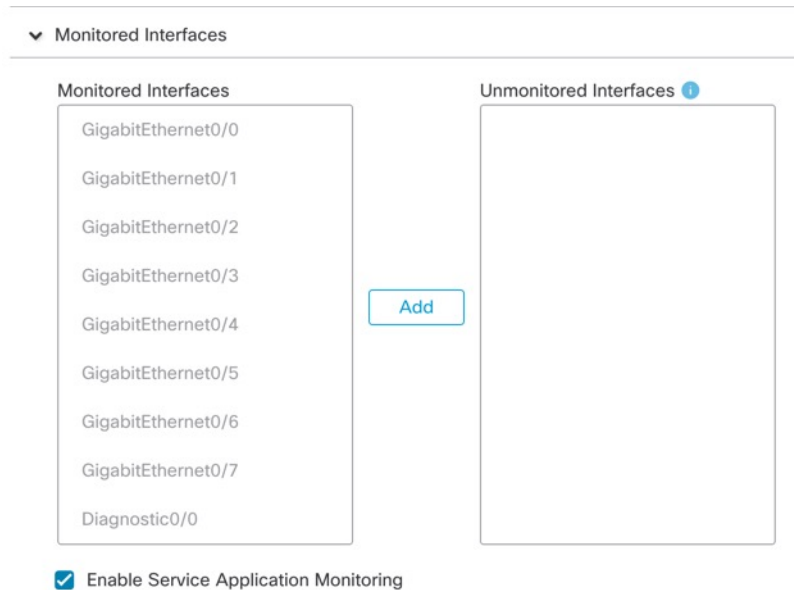 Monitored Interfaces
Monitored Interfaces
Unmonitored Interfaces
GigabitEthernet0/0
GigabitEthernet0/1
GigabitEthernet0/2
GigabitEthernet0/3
GigabitEthernet0/4
GigabitEthernet0/5
GigabitEthernet0/6
GigabitEthernet0/7
Diagnostic0/0
Add
Enable Service Application Monitoring